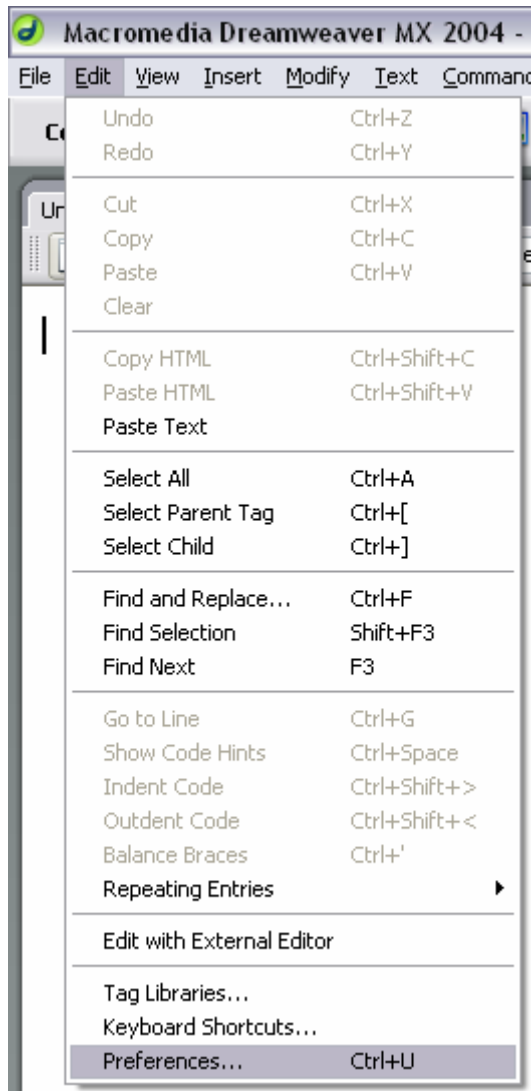 Macromedia Dreamweaver MX 2004 -
File Edit View Insert Modify Text
Undo Ctrl+Z
Redo Ctrl+Y
Cut Ctrl+X
Copy Ctrl+C
Paste Ctrl+V
Clear
Copy HTML Ctrl+Shift+C
Paste HTML Ctrl+Shift+V
Paste Text
Select All Ctrl+A
Select Parent Tag Ctrl+[
Select Child Ctrl+]
Find and Replace... Ctrl+F
Find Selection Shift+F3
Find Next F3
Go to Line Ctrl+G
Show Code Hints Ctrl+Space
Indent Code Ctrl+Shift+>
Outdent Code Ctrl+Shift+<
Balance Braces Ctrl+'
Repeating Entries
Edit with External Editor
Tag Libraries...
Keyboard Shortcuts...
Preferences... Ctrl+U